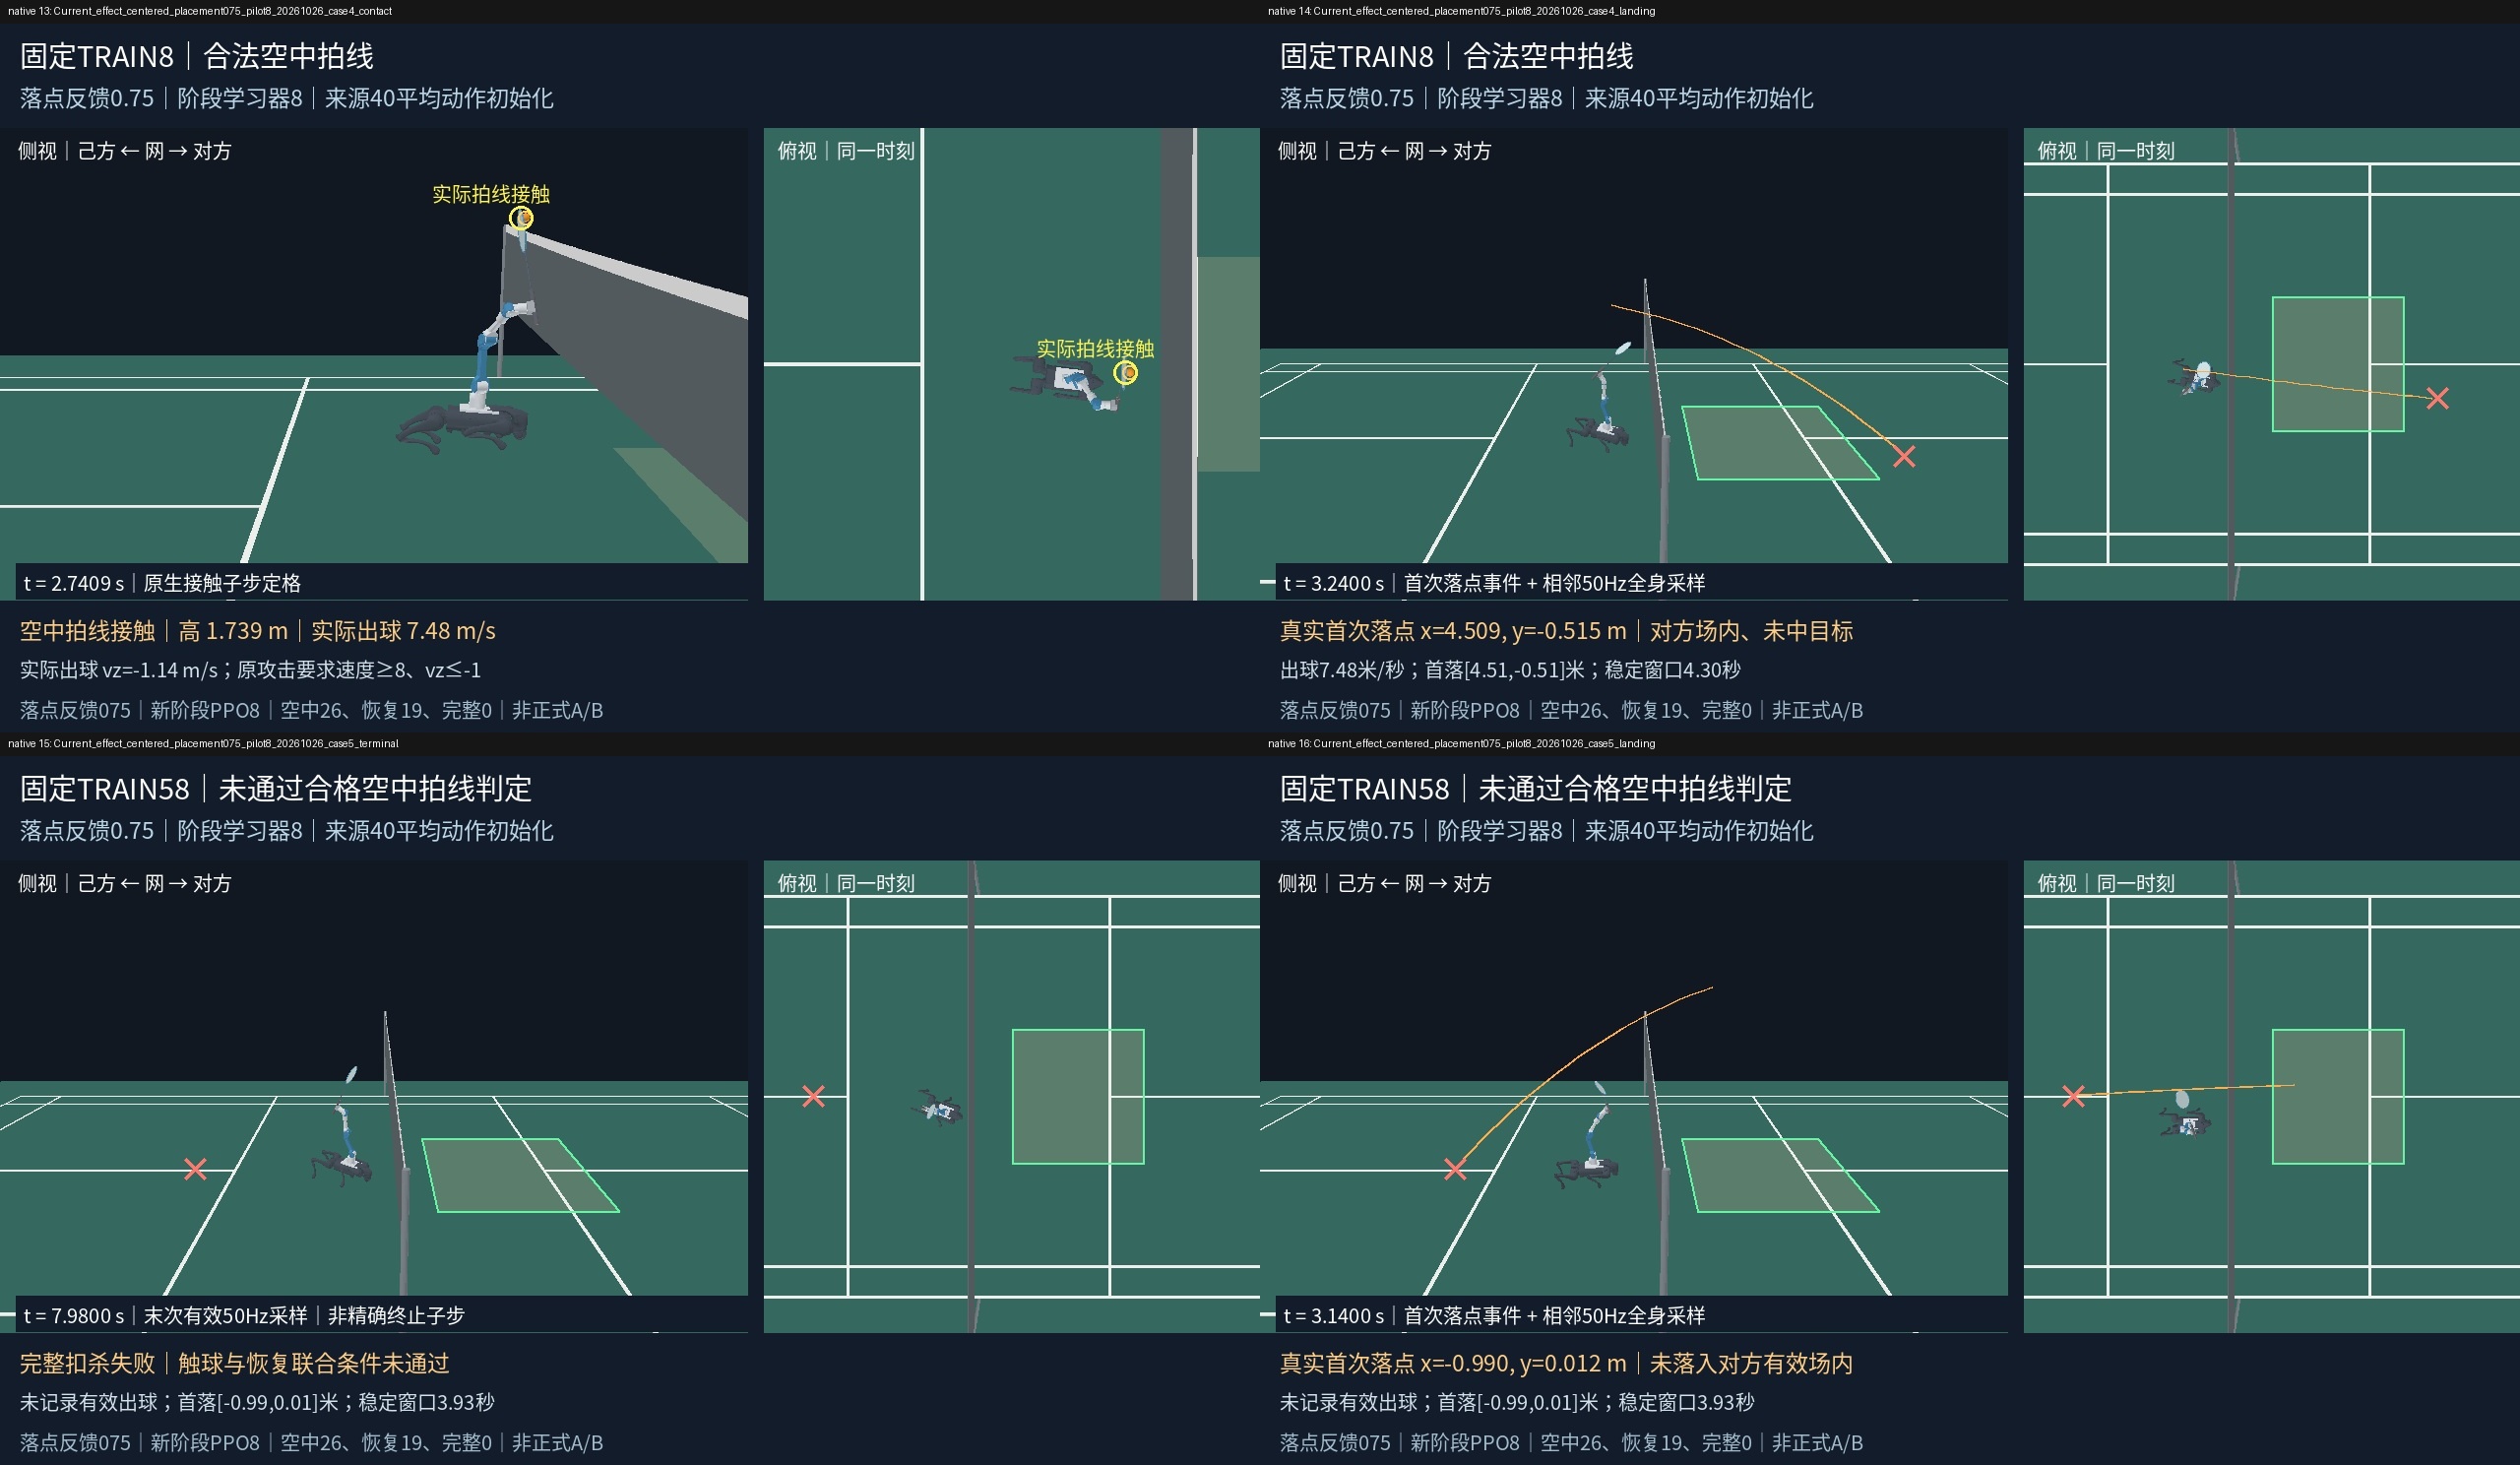 native 13: Current_effect_centered_placement075_pilot8_20261026_case4_contact
固定TRAIN8｜合法空中拍线
落点反馈0.75｜阶段学习器8｜来源40平均动作初始化
侧视｜己方 ← 网 → 对方
实际拍线接触
俯视｜同一时刻
实际拍线接触
t = 2.7409 s｜原生接触子步定格
空中拍线接触｜高 1.739 m｜实际出球 7.48 m/s
实际出球 vz=-1.14 m/s；原攻击要求速度≥8、vz≤-1
落点反馈075｜新阶段PPO8｜空中26、恢复19、完整0｜非正式A/B
native 14: Current_effect_centered_placement075_pilot8_20261026_case4_landing
固定TRAIN8｜合法空中拍线
落点反馈0.75｜阶段学习器8｜来源40平均动作初始化
侧视｜己方 ← 网 → 对方
俯视｜同一时刻
t = 3.2400 s｜首次落点事件 + 相邻50Hz全身采样
真实首次落点 x=4.509, y=-0.515 m｜对方场内、未中目标
出球7.48米/秒；首落[4.51,-0.51]米；稳定窗口4.30秒
落点反馈075｜新阶段PPO8｜空中26、恢复19、完整0｜非正式A/B
native 15: Current_effect_centered_placement075_pilot8_20261026_case5_terminal
固定TRAIN58｜未通过合格空中拍线判定
落点反馈0.75｜阶段学习器8｜来源40平均动作初始化
侧视｜己方 ← 网 → 对方
俯视｜同一时刻
t = 7.9800 s｜末次有效50Hz采样｜非精确终止子步
完整扣杀失败｜触球与恢复联合条件未通过
未记录有效出球；首落[-0.99,0.01]米；稳定窗口3.93秒
落点反馈075｜新阶段PPO8｜空中26、恢复19、完整0｜非正式A/B
native 16: Current_effect_centered_placement075_pilot8_20261026_case5_landing
固定TRAIN58｜未通过合格空中拍线判定
落点反馈0.75｜阶段学习器8｜来源40平均动作初始化
侧视｜己方 ← 网 → 对方
俯视｜同一时刻
t = 3.1400 s｜首次落点事件 + 相邻50Hz全身采样
真实首次落点 x=-0.990, y=0.012 m｜未落入对方有效场内
未记录有效出球；首落[-0.99,0.01]米；稳定窗口3.93秒
落点反馈075｜新阶段PPO8｜空中26、恢复19、完整0｜非正式A/B